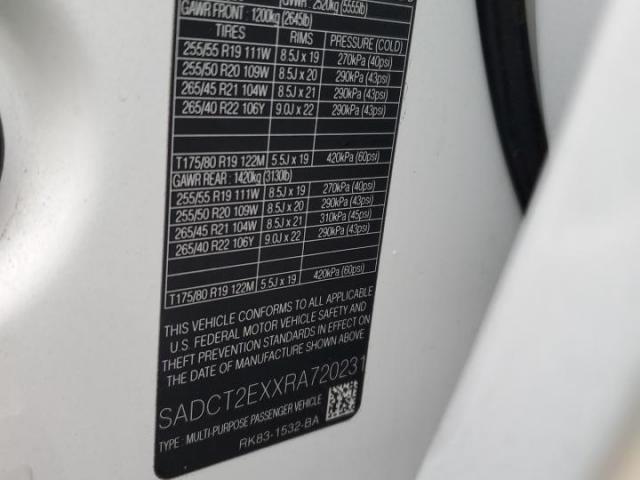 GVWR : 2520kg (5555lb)
GAWR FRONT : 1200kg (2645lb)
TIRES RIMS PRESSURE (COLD)
255/55 R19 111W 8.5J x 19 270kPa (40psi)
255/50 R20 109W 8.5J x 20 290kPa (43psi)
265/45 R21 104W 8.5J x 21 290kPa (43psi)
265/40 R22 106Y 9.0J x 22 290kPa (43psi)
T175/80 R19 122M 5.5J x 19 420kPa (60psi)
GAWR REAR : 1420kg (3130lb)
255/55 R19 111W 8.5J x 19 270kPa (40psi)
255/50 R20 109W 8.5J x 20 290kPa (43psi)
265/45 R21 104W 8.5J x 21 310kPa (45psi)
265/40 R22 106Y 9.0J x 22 290kPa (43psi)
T175/80 R19 122M 5.5J x 19 420kPa (60psi)
THIS VEHICLE CONFORMS TO ALL APPLICABLE
U.S. FEDERAL MOTOR VEHICLE SAFETY AND
THEFT PREVENTION STANDARDS IN EFFECT ON
THE DATE OF MANUFACTURE SHOWN ABOVE.
SADCT2EXXRA720231
TYPE : MULTI-PURPOSE PASSENGER VEHICLE
RK83-1532-BA